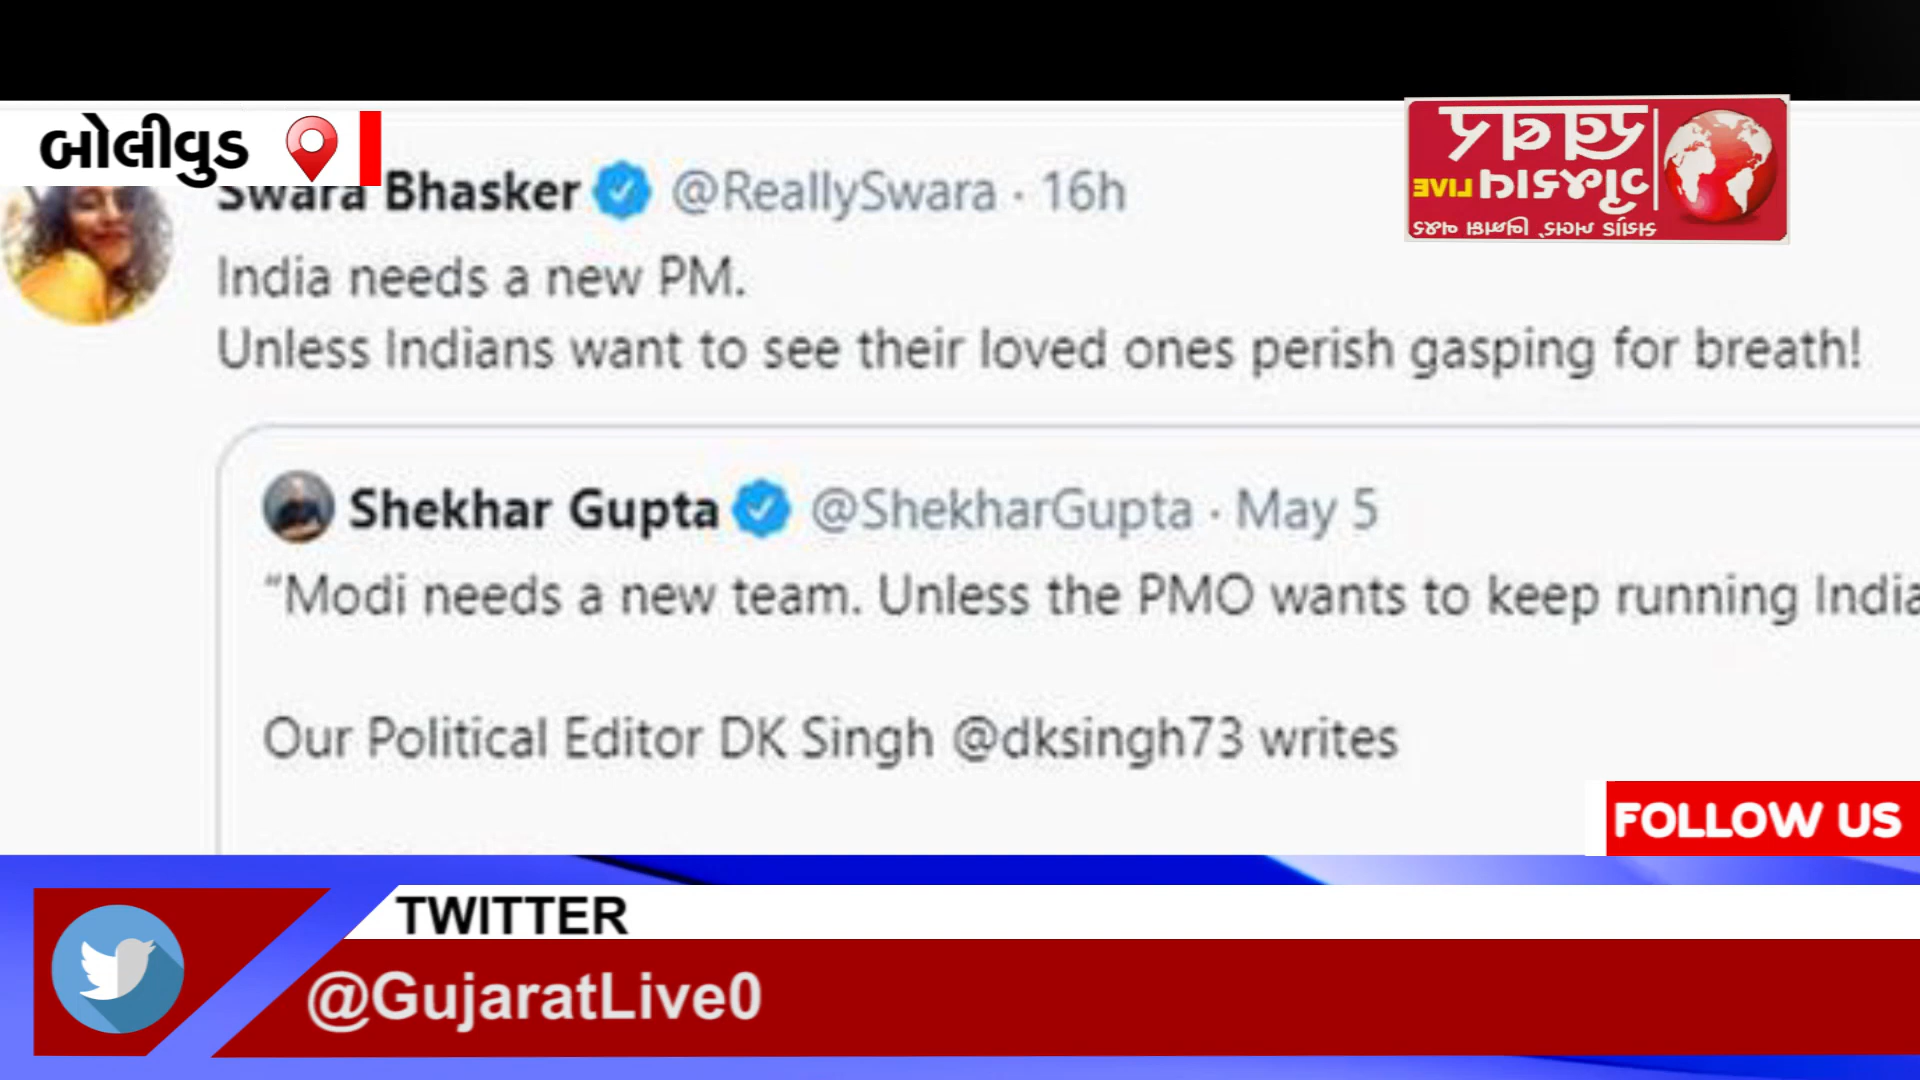 બોલીવુડ
Swara Bhasker @ReallySwara · 16h
India needs a new PM.
Unless Indians want to see their loved ones perish gasping for breath!
Shekhar Gupta @ShekharGupta · May 5
“Modi needs a new team. Unless the PMO wants to keep running India
Our Political Editor DK Singh @dksingh73 writes
LIVE
FOLLOW US
TWITTER
@GujaratLive0